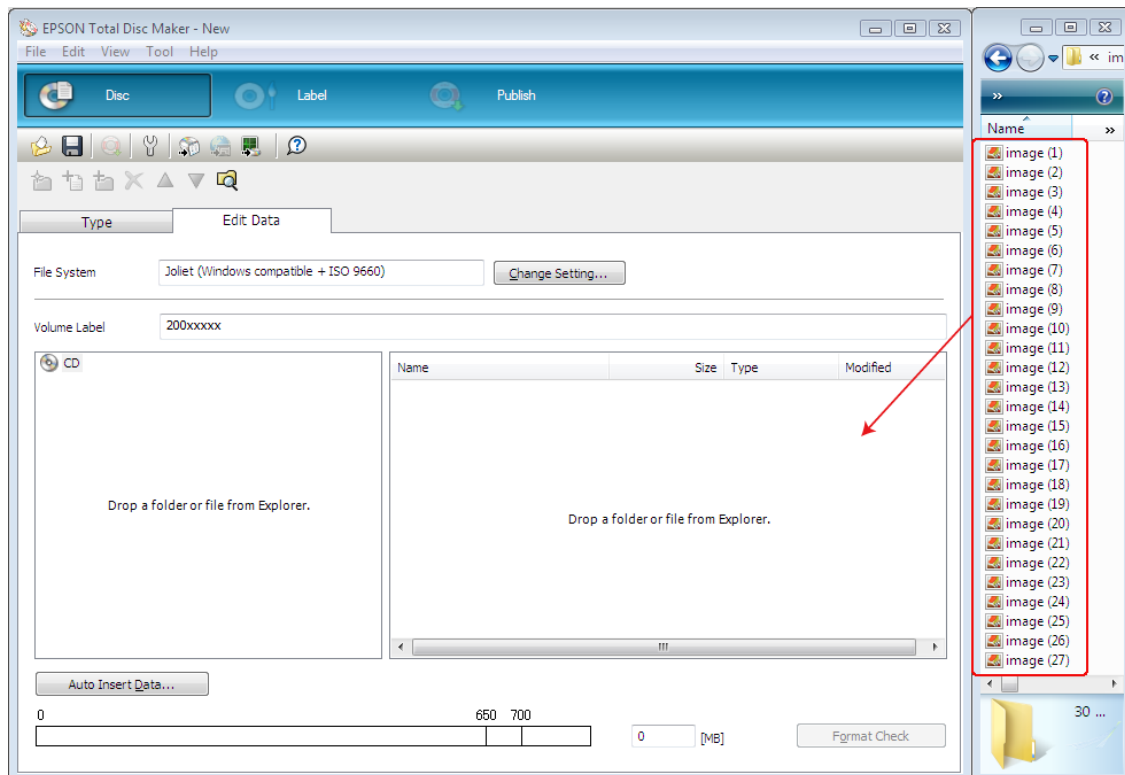 EPSON Total Disc Maker - New
File Edit View Tool Help
Disc Label Publish
Type Edit Data
File System Joliet (Windows compatible + ISO 9660) Change Setting...
Volume Label 200xxxxx
CD
Drop a folder or file from Explorer.
Name Size Type Modified
Drop a folder or file from Explorer.
Auto Insert Data...
0 650 700
0 [MB] Format Check
« im
»
Name »
image (1)
image (2)
image (3)
image (4)
image (5)
image (6)
image (7)
image (8)
image (9)
image (10)
image (11)
image (12)
image (13)
image (14)
image (15)
image (16)
image (17)
image (18)
image (19)
image (20)
image (21)
image (22)
image (23)
image (24)
image (25)
image (26)
image (27)
30 ...